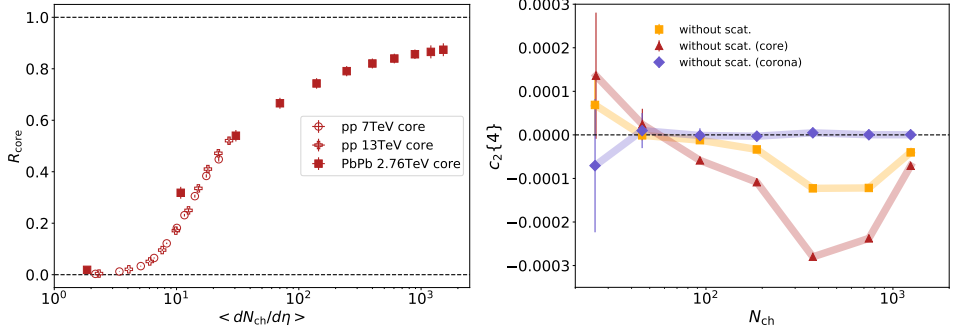 1.0
0.8
0.6
0.4
0.2
0.0
R_core
10^0
10^1
10^2
10^3
< dN_ch/dη >
pp 7TeV core
pp 13TeV core
PbPb 2.76TeV core
0.0003
0.0002
0.0001
0.0000
−0.0001
−0.0002
−0.0003
c_2{4}
10^2
10^3
N_ch
without scat.
without scat. (core)
without scat. (corona)